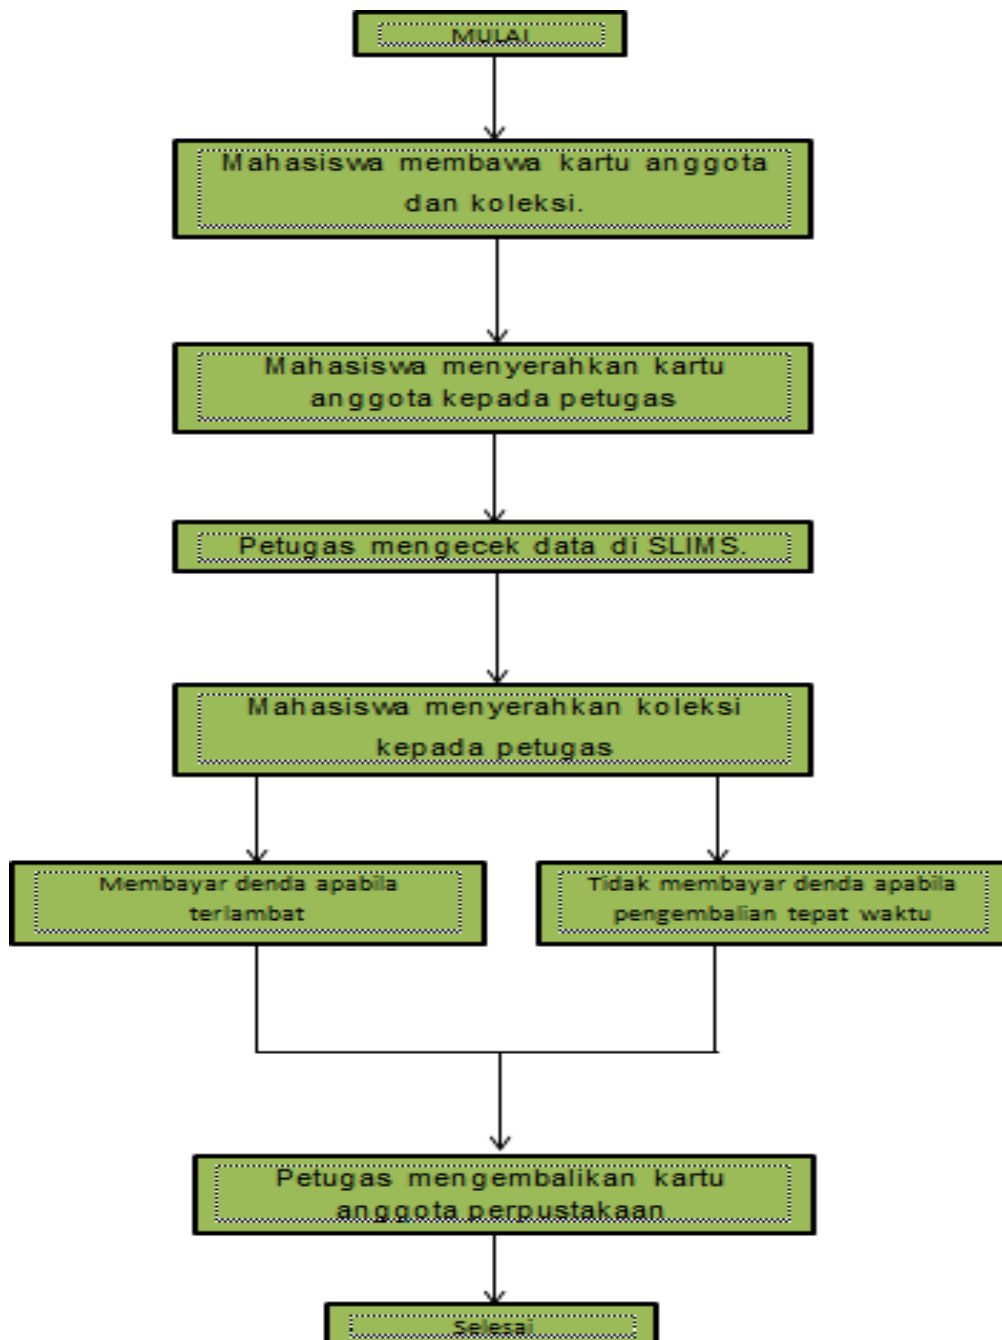 MULAI
Mahasiswa membawa kartu anggota
dan koleksi.
Mahasiswa menyerahkan kartu
anggota kepada petugas
Petugas mengecek data di SLIMS.
Mahasiswa menyerahkan koleksi
kepada petugas
Membayar denda apabila
terlambat
Tidak membayar denda apabila
pengembalian tepat waktu
Petugas mengembalikan kartu
anggota perpustakaan
Selesai